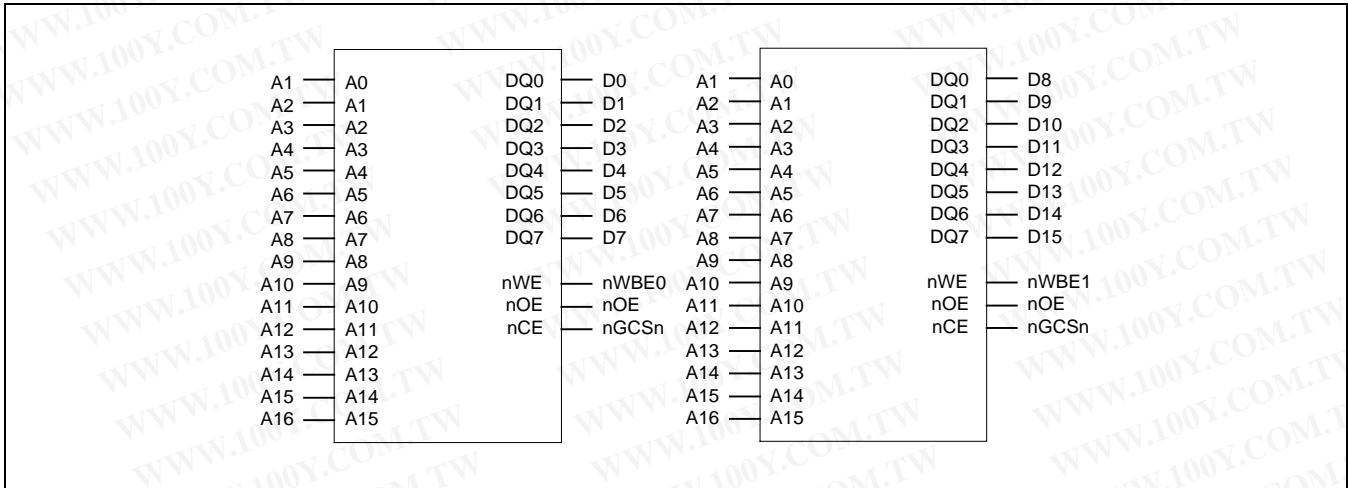 A1 A0 DQ0 D0 A1 A0 DQ0 D8
A2 A1 DQ1 D1 A2 A1 DQ1 D9
A3 A2 DQ2 D2 A3 A2 DQ2 D10
A4 A3 DQ3 D3 A4 A3 DQ3 D11
A5 A4 DQ4 D4 A5 A4 DQ4 D12
A6 A5 DQ5 D5 A6 A5 DQ5 D13
A7 A6 DQ6 D6 A7 A6 DQ6 D14
A8 A7 DQ7 D7 A8 A7 DQ7 D15
A9 A8 A9 A8
A10 A9 nWE nWBE0 A10 A9 nWE nWBE1
A11 A10 nOE nOE A11 A10 nOE nOE
A12 A11 nCE nGCSn A12 A11 nCE nGCSn
A13 A12 A13 A12
A14 A13 A14 A13
A15 A14 A15 A14
A16 A15 A16 A15
WWW.100Y.COM.TW